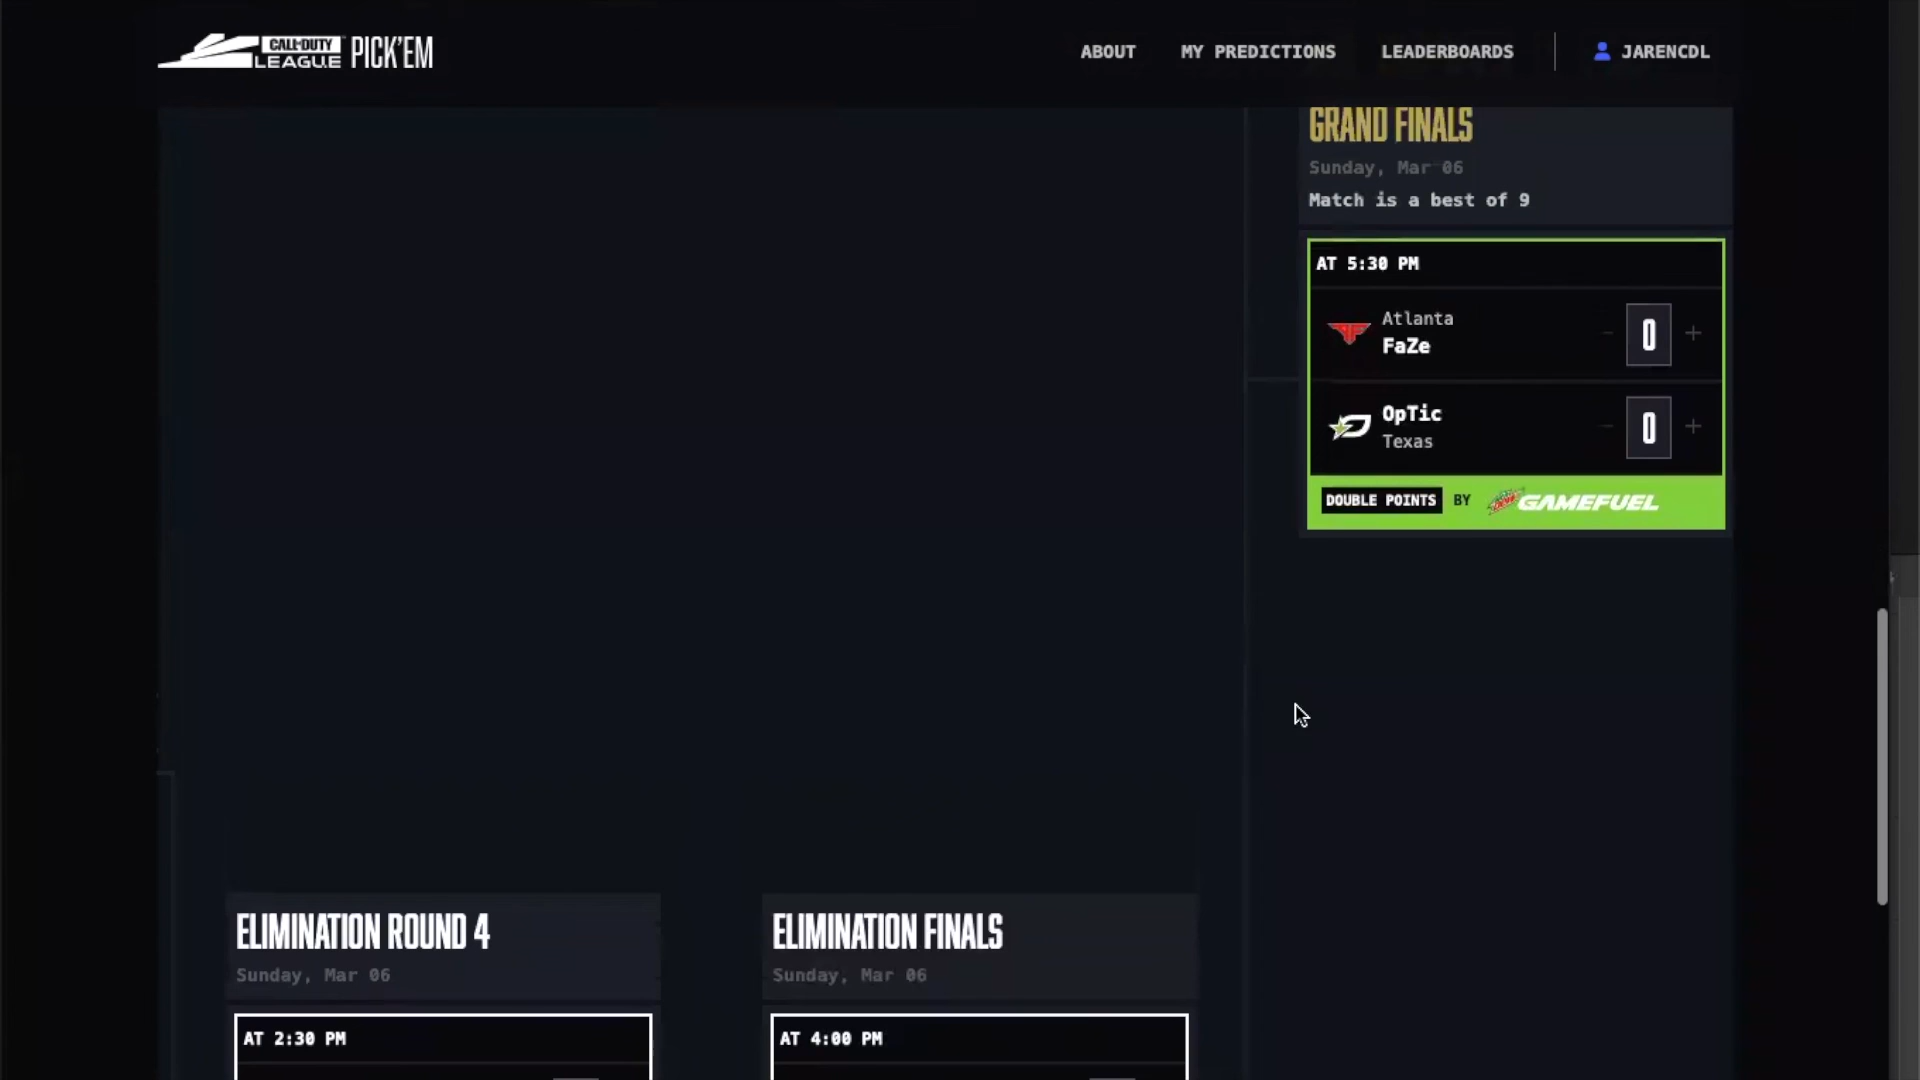 CALL OF DUTY LEAGUE PICK'EM
ABOUT
MY PREDICTIONS
LEADERBOARDS
JARENCDL
GRAND FINALS
Sunday, Mar 06
Match is a best of 9
AT 5:30 PM
Atlanta
FaZe
0
OpTic
Texas
0
DOUBLE POINTS BY GAMEFUEL
ELIMINATION ROUND 4
Sunday, Mar 06
AT 2:30 PM
ELIMINATION FINALS
Sunday, Mar 06
AT 4:00 PM